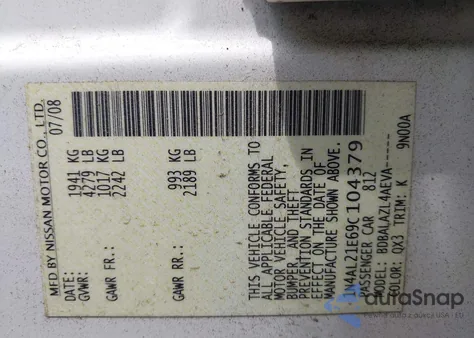 MFD BY NISSAN MOTOR CO., LTD.
07/08
GVWR: 1941 KG
4279 LB
GAWR FR: 1017 KG
2242 LB
GAWR RR: 993 KG
2189 LB
THIS VEHICLE CONFORMS TO
ALL APPLICABLE FEDERAL
MOTOR VEHICLE SAFETY,
BUMPER, AND THEFT
PREVENTION STANDARDS IN
EFFECT ON THE DATE OF
MANUFACTURE SHOWN ABOVE.
1N4AL21E69C104379
PASSENGER CAR 812
MODEL: BDBALAZL4AEVA
COLOR: QX3 TRIM: K 9N00A
autaSnap